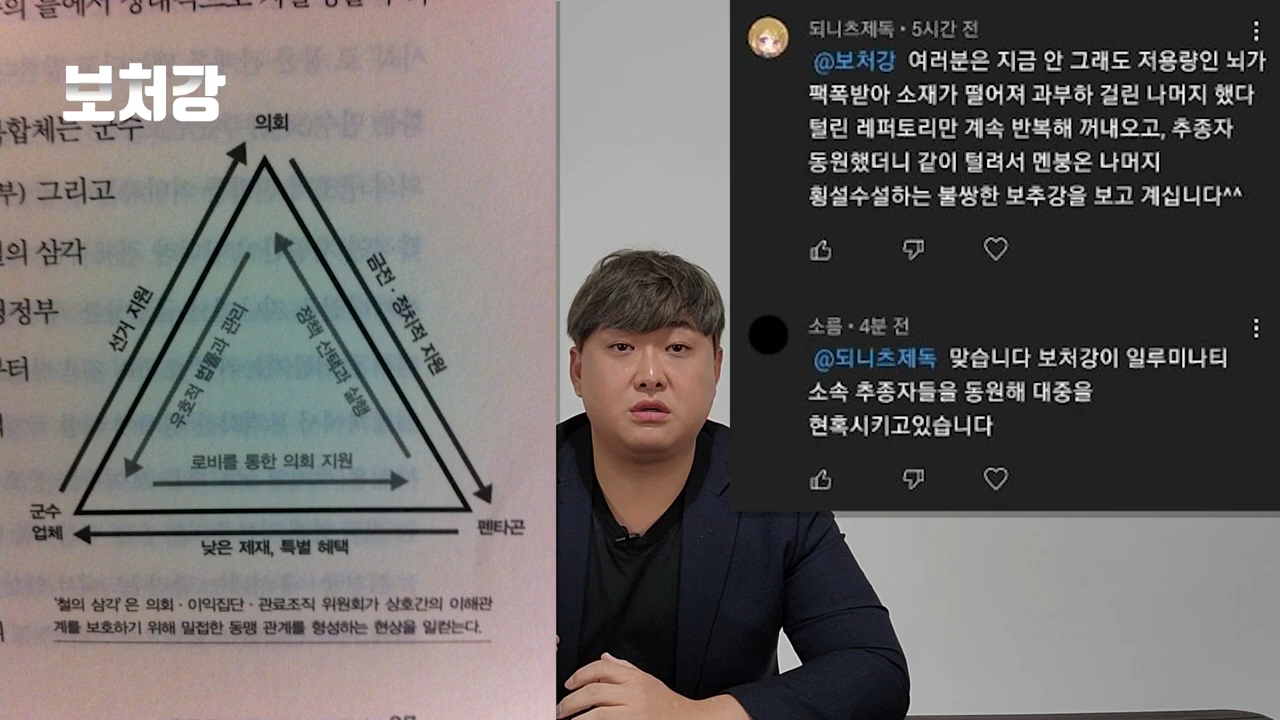 보처강
복합체는 군수
그리고
삼각
의회
선거 지원
금전·정치적 지원
우호적 법률과 관리
정책 선택과 실행
로비를 통한 의회 지원
군수
업체
펜타곤
낮은 제재, 특별 혜택
'철의 삼각'은 의회·이익집단·관료조직 위원회가 상호간의 이해관
계를 보호하기 위해 밀접한 동맹 관계를 형성하는 현상을 일컫는다.
되니츠제독 • 5시간 전
@보처강 여러분은 지금 안 그래도 저용량인 뇌가
팩폭받아 소재가 떨어져 과부하 걸린 나머지 했다
털린 레퍼토리만 계속 반복해 꺼내오고, 추종자
동원했더니 같이 털려서 멘붕온 나머지
횡설수설하는 불쌍한 보추강을 보고 계십니다^^
소름 • 4분 전
@되니츠제독 맞습니다 보처강이 일루미나티
소속 추종자들을 동원해 대중을
현혹시키고있습니다